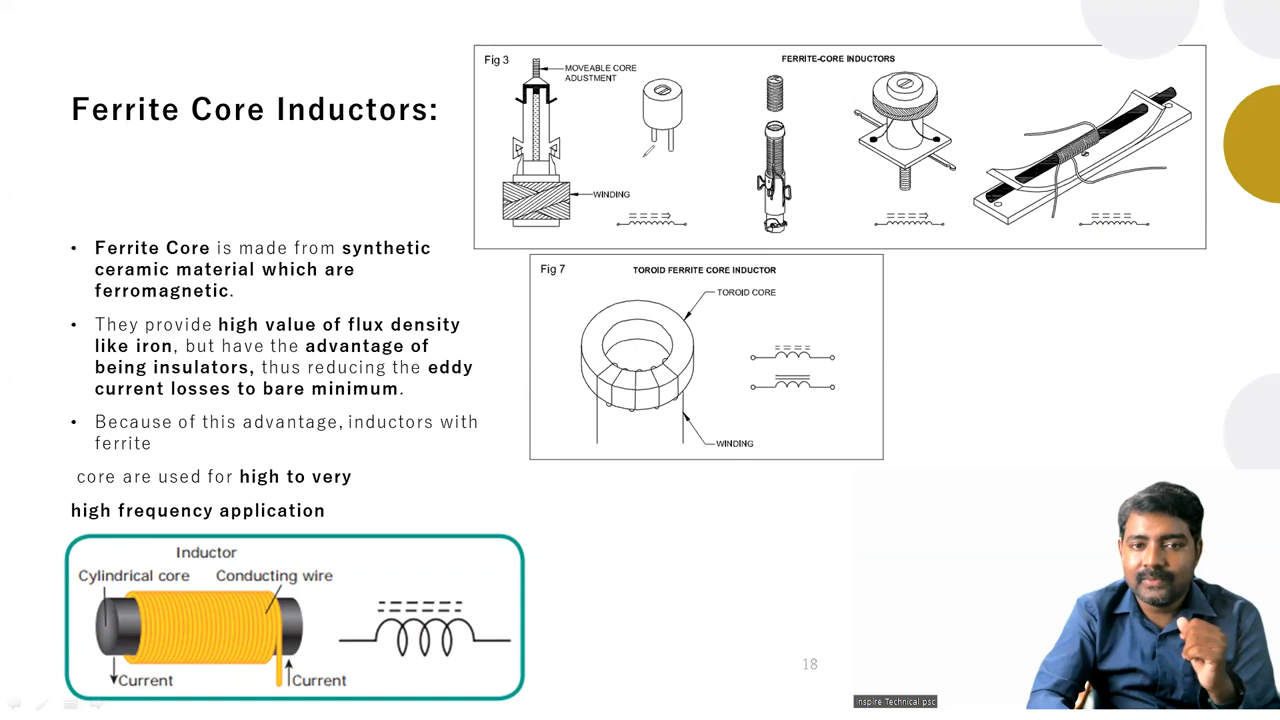 Ferrite Core Inductors:
• Ferrite Core is made from synthetic
ceramic material which are
ferromagnetic.
• They provide high value of flux density
like iron, but have the advantage of
being insulators, thus reducing the eddy
current losses to bare minimum.
• Because of this advantage, inductors with
ferrite
core are used for high to very
high frequency application
Fig 3
FERRITE-CORE INDUCTORS
MOVEABLE CORE
ADUSTMENT
WINDING
Fig 7
TOROID FERRITE CORE INDUCTOR
TOROID CORE
WINDING
Inductor
Cylindrical core
Conducting wire
Current
Current
18
Inspire Technical psc